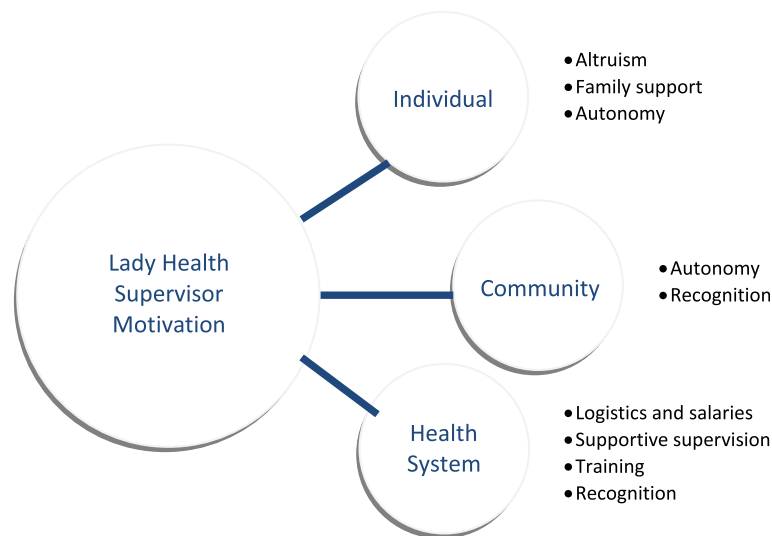 Individual
• Altruism
• Family support
• Autonomy
Lady Health
Supervisor
Motivation
Community
• Autonomy
• Recognition
Health
System
• Logistics and salaries
• Supportive supervision
• Training
• Recognition